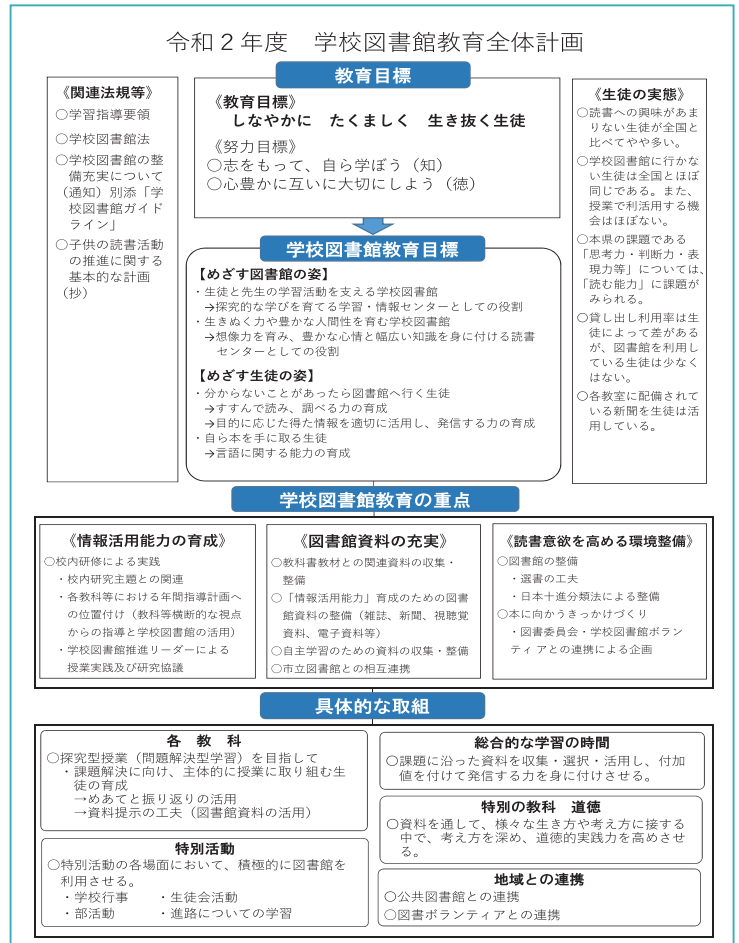 令和２年度　学校図書館教育全体計画
《関連法規等》
○学習指導要領
○学校図書館法
○学校図書館の整
備充実について
（通知）別添「学
校図書館ガイド
ライン」
○子供の読書活動
の推進に関する
基本的な計画
（抄）
教育目標
《教育目標》
しなやかに　たくましく　生き抜く生徒
《努力目標》
○志をもって、自ら学ぼう（知）
○心豊かに互いに大切にしよう（徳）
学校図書館教育目標
【めざす図書館の姿】
・生徒と先生の学習活動を支える学校図書館
→探究的な学びを育てる学習・情報センターとしての役割
・生きぬく力や豊かな人間性を育む学校図書館
→想像力を育み、豊かな心情と幅広い知識を身に付ける読書
センターとしての役割
【めざす生徒の姿】
・分からないことがあったら図書館へ行く生徒
→すすんで読み、調べる力の育成
→目的に応じた得た情報を適切に活用し、発信する力の育成
・自ら本を手に取る生徒
→言語に関する能力の育成
《生徒の実態》
○読書への興味があま
りない生徒が全国と
比べてやや多い。
○学校図書館に行かな
い生徒は全国とほぼ
同じである。また、
授業で利活用する機
会はほぼない。
○本県の課題である
「思考力・判断力・表
現力等」については、
「読む能力」に課題が
みられる。
○貸し出し利用率は生
徒によって差がある
が、図書館を利用し
ている生徒は少なく
はない。
○各教室に配備されて
いる新聞を生徒は活
用している。
学校図書館教育の重点
《情報活用能力の育成》
○校内研修による実践
・校内研究主題との関連
・各教科等における年間指導計画へ
の位置付け（教科等横断的な視点
からの指導と学校図書館の活用）
・学校図書館推進リーダーによる
授業実践及び研究協議
《図書館資料の充実》
○教科書教材との関連資料の収集・
整備
○「情報活用能力」育成のための図書
館資料の整備（雑誌、新聞、視聴覚
資料、電子資料等）
○自主学習のための資料の収集・整備
○市立図書館との相互連携
《読書意欲を高める環境整備》
○図書館の整備
・選書の工夫
・日本十進分類法による整備
○本に向かうきっかけづくり
・図書委員会・学校図書館ボラン
ティ アとの連携による企画
具体的な取組
各　教　科
○探究型授業（問題解決型学習）を目指して
・課題解決に向け、主体的に授業に取り組む生
徒の育成
→めあてと振り返りの活用
→資料提示の工夫（図書館資料の活用）
特別活動
○特別活動の各場面において、積極的に図書館を
利用させる。
・学校行事　　・生徒会活動
・部活動　　　・進路についての学習
総合的な学習の時間
○課題に沿った資料を収集・選択・活用し、付加
価を付けて発信する力を身に付けさせる。
特別の教科　道徳
○資料を通して、様々な生き方や考え方に接する
中で、考え方を深め、道徳的実践力を高めさせ
る。
地域との連携
○公共図書館との連携
○図書ボランティアとの連携